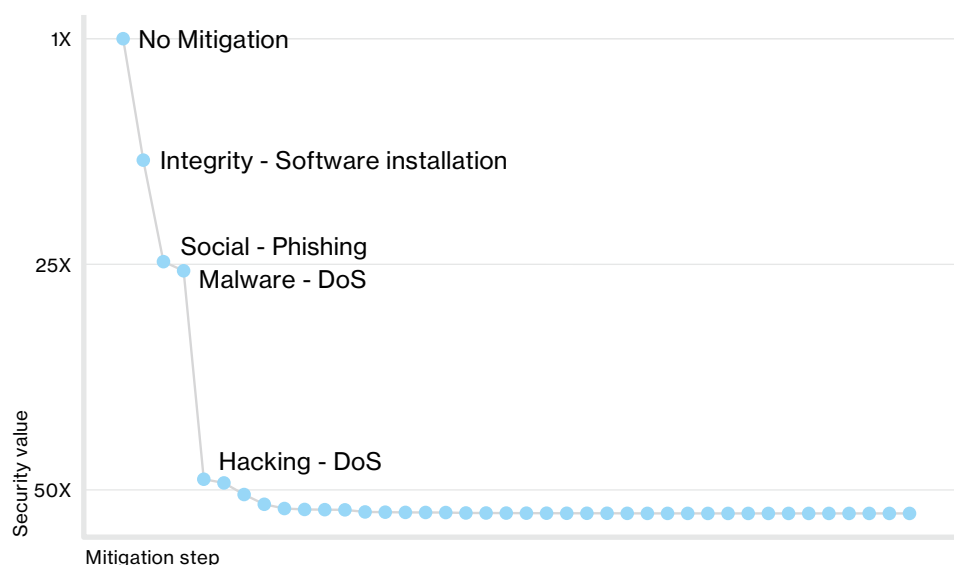 1X
No Mitigation
Integrity - Software installation
Social - Phishing
25X
Malware - DoS
Hacking - DoS
50X
Security value
Mitigation step